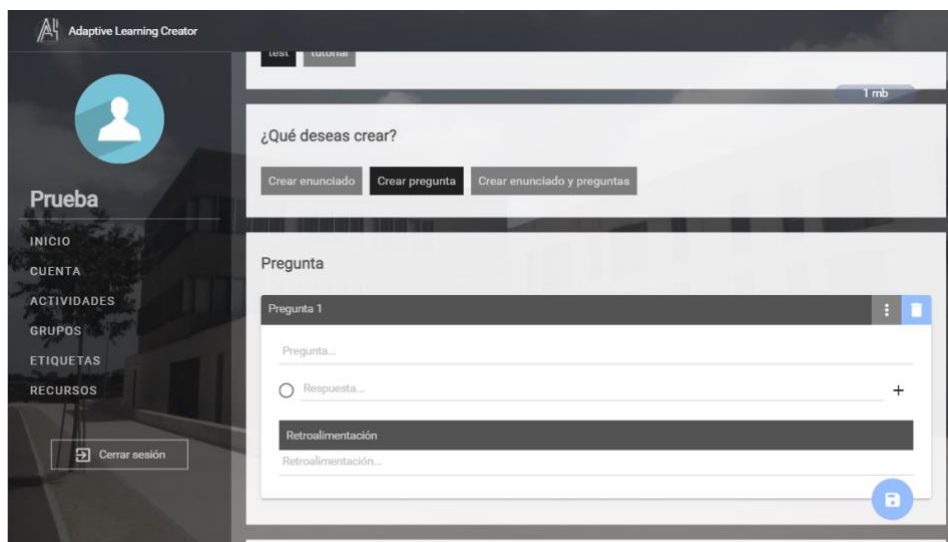 Adaptive Learning Creator
test tutorial
1 mb
¿Qué deseas crear?
Crear enunciado Crear pregunta Crear enunciado y preguntas
Prueba
INICIO
CUENTA
ACTIVIDADES
GRUPOS
ETIQUETAS
RECURSOS
Cerrar sesión
Pregunta
Pregunta 1
Pregunta...
Respuesta...
Retroalimentación
Retroalimentación...